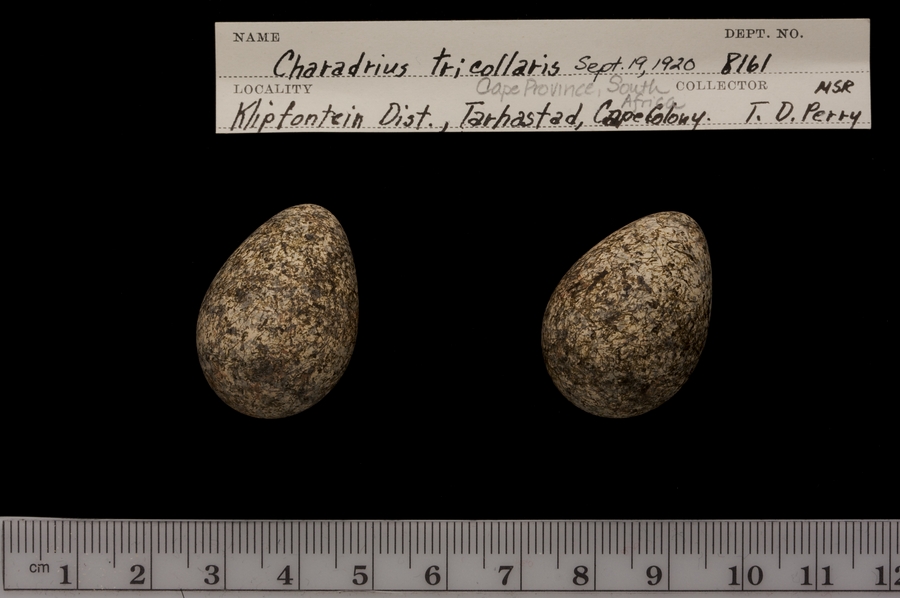 NAME DEPT. NO.
Charadrius tricollaris Sept. 19, 1920 8161
LOCALITY Cape Province, South Africa COLLECTOR MSR
Klipfontein Dist., Tarhastad, Cape Colony. T. D. Perry
cm 1 2 3 4 5 6 7 8 9 10 11 12